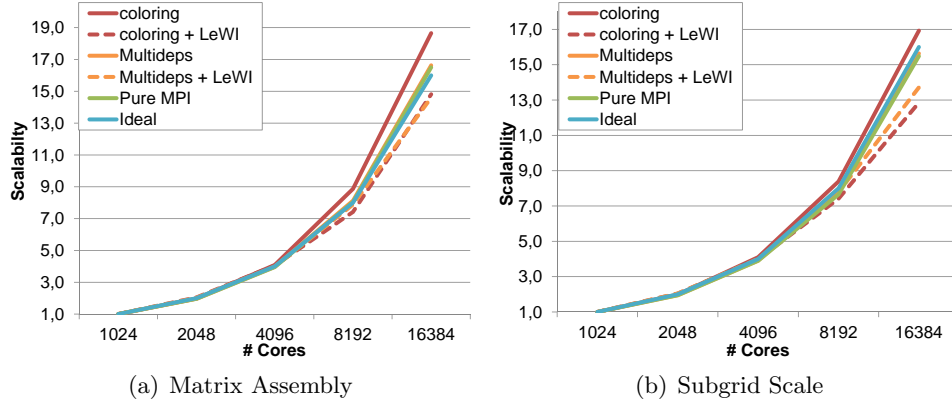 19,0
17,0
15,0
13,0
11,0
9,0
7,0
5,0
3,0
1,0
Scalability
coloring
coloring + LeWI
Multideps
Multideps + LeWI
Pure MPI
Ideal
1024 2048 4096 8192 16384
# Cores
(a) Matrix Assembly
17,0
15,0
13,0
11,0
9,0
7,0
5,0
3,0
1,0
Scalability
coloring
coloring + LeWI
Multideps
Multideps + LeWI
Pure MPI
Ideal
1024 2048 4096 8192 16384
# Cores
(b) Subgrid Scale